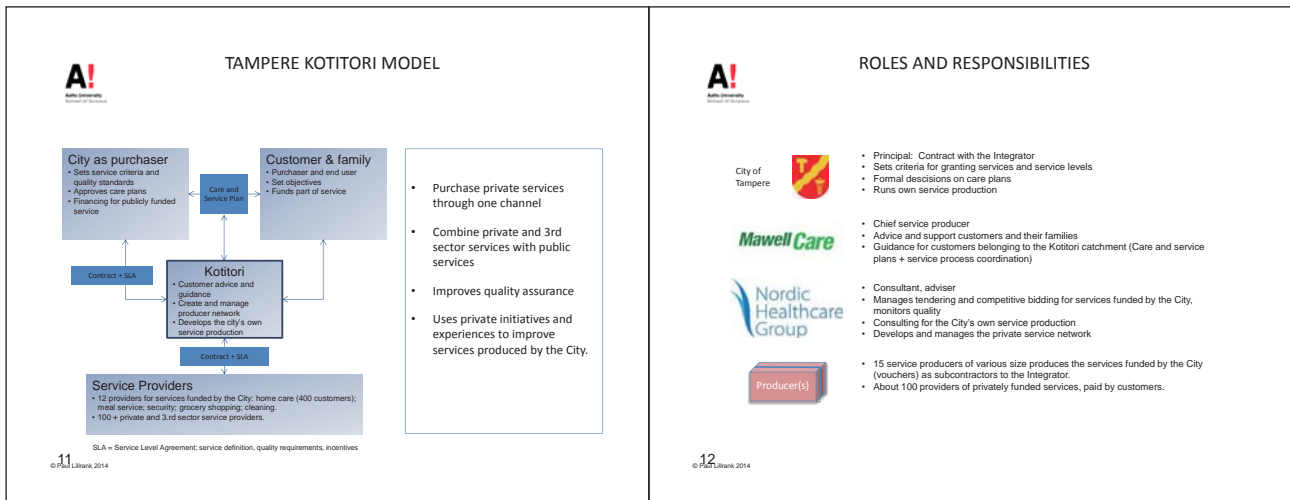 TAMPERE KOTITORI MODEL
A!
Aalto University
School of Science
City as purchaser
• Sets service criteria and
quality standards
• Approves care plans
• Financing for publicly funded
service
Care and
Service Plan
Customer & family
• Purchaser and end user
• Set objectives
• Funds part of service
Contract + SLA
Kotitori
• Customer advice and
guidance
• Create and manage
producer network
• Develops the city's own
service production
Contract + SLA
Service Providers
• 12 providers for services funded by the City: home care (400 customers);
meal service; security; grocery shopping; cleaning.
• 100 + private and 3.rd sector service providers.
SLA = Service Level Agreement; service definition, quality requirements, incentives
• Purchase private services
through one channel
• Combine private and 3rd
sector services with public
services
• Improves quality assurance
• Uses private initiatives and
experiences to improve
services produced by the City.
11
© Paul Lillrank 2014
ROLES AND RESPONSIBILITIES
A!
Aalto University
School of Science
City of
Tampere
• Principal: Contract with the Integrator
• Sets criteria for granting services and service levels
• Formal descisions on care plans
• Runs own service production
Mawell Care
• Chief service producer
• Advice and support customers and their families
• Guidance for customers belonging to the Kotitori catchment (Care and service
plans + service process coordination)
Nordic
Healthcare
Group
• Consultant, adviser
• Manages tendering and competitive bidding for services funded by the City,
monitors quality
• Consulting for the City's own service production
• Develops and manages the private service network
Producer(s)
• 15 service producers of various size produces the services funded by the City
(vouchers) as subcontractors to the Integrator.
• About 100 providers of privately funded services, paid by customers.
12
© Paul Lillrank 2014